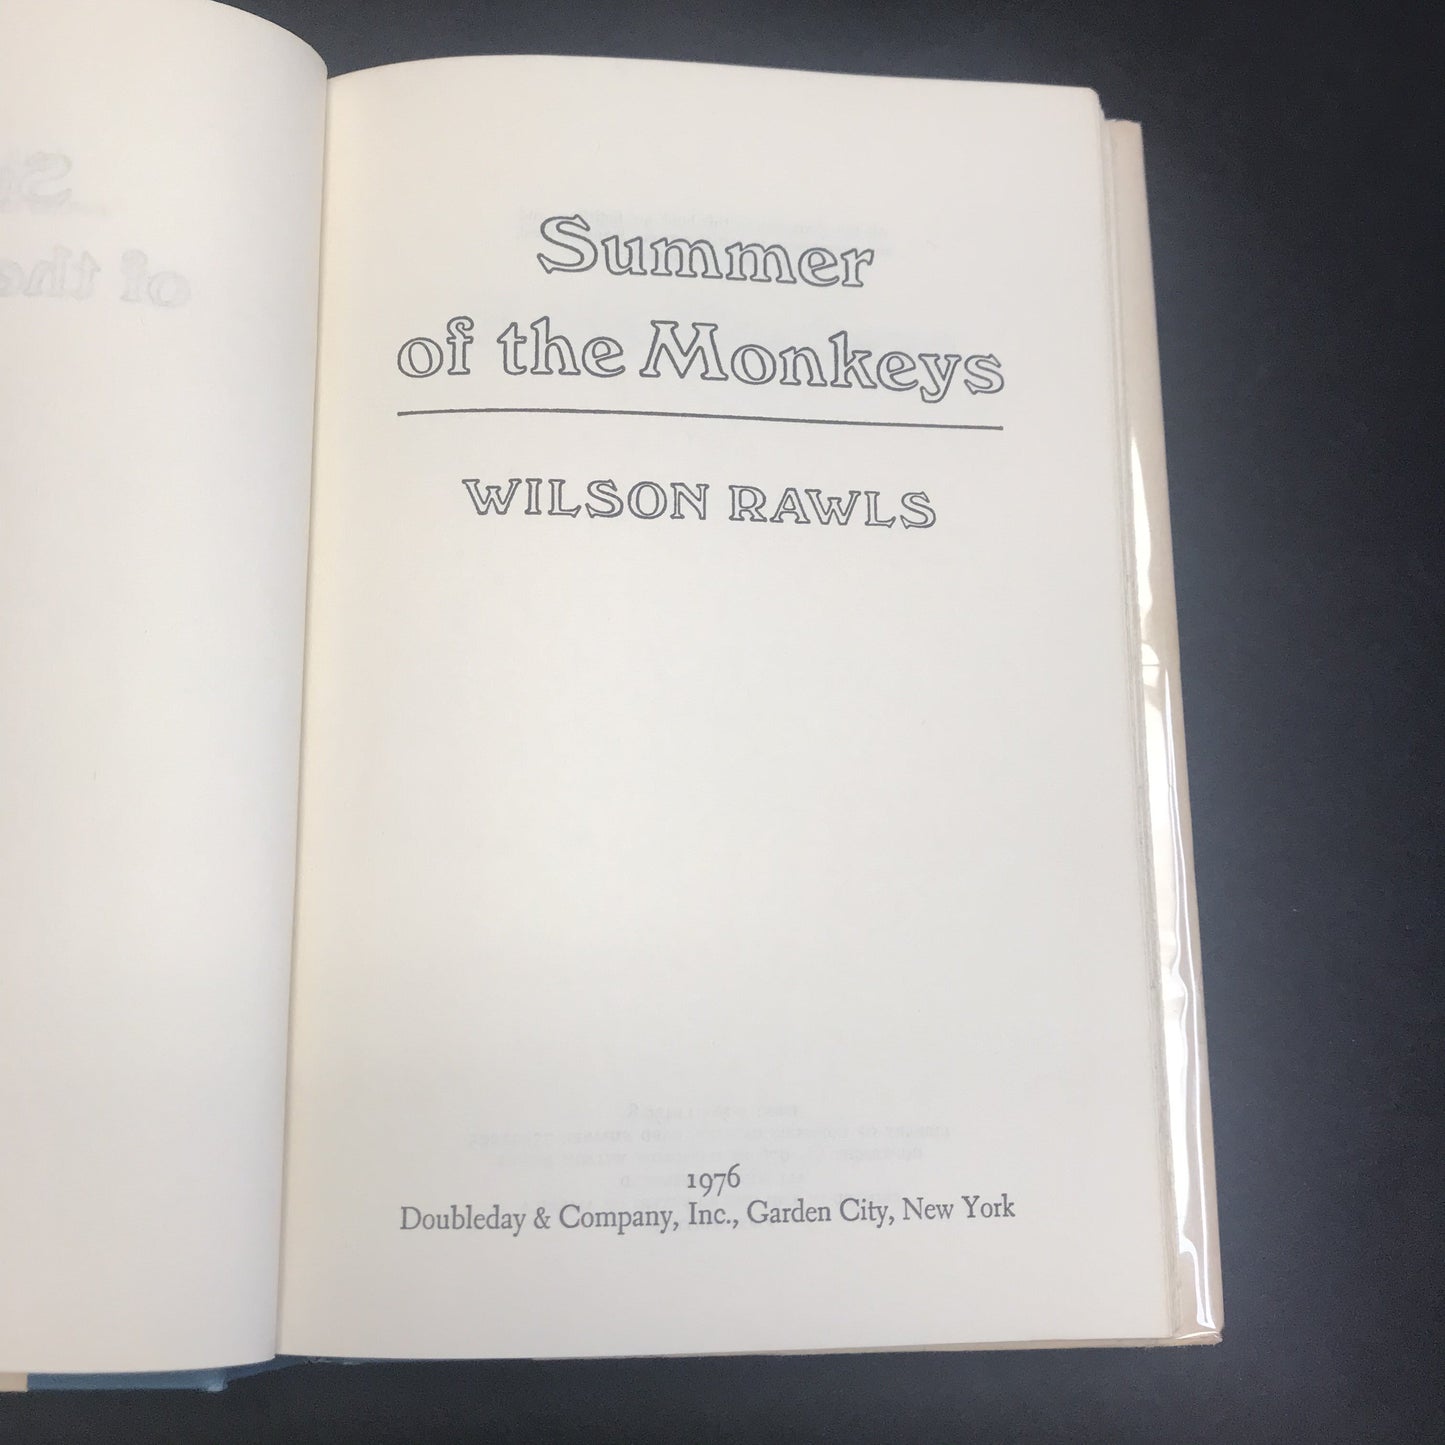 Summer
of the Monkeys
WILSON RAWLS
1976
Doubleday & Company, Inc., Garden City, New York